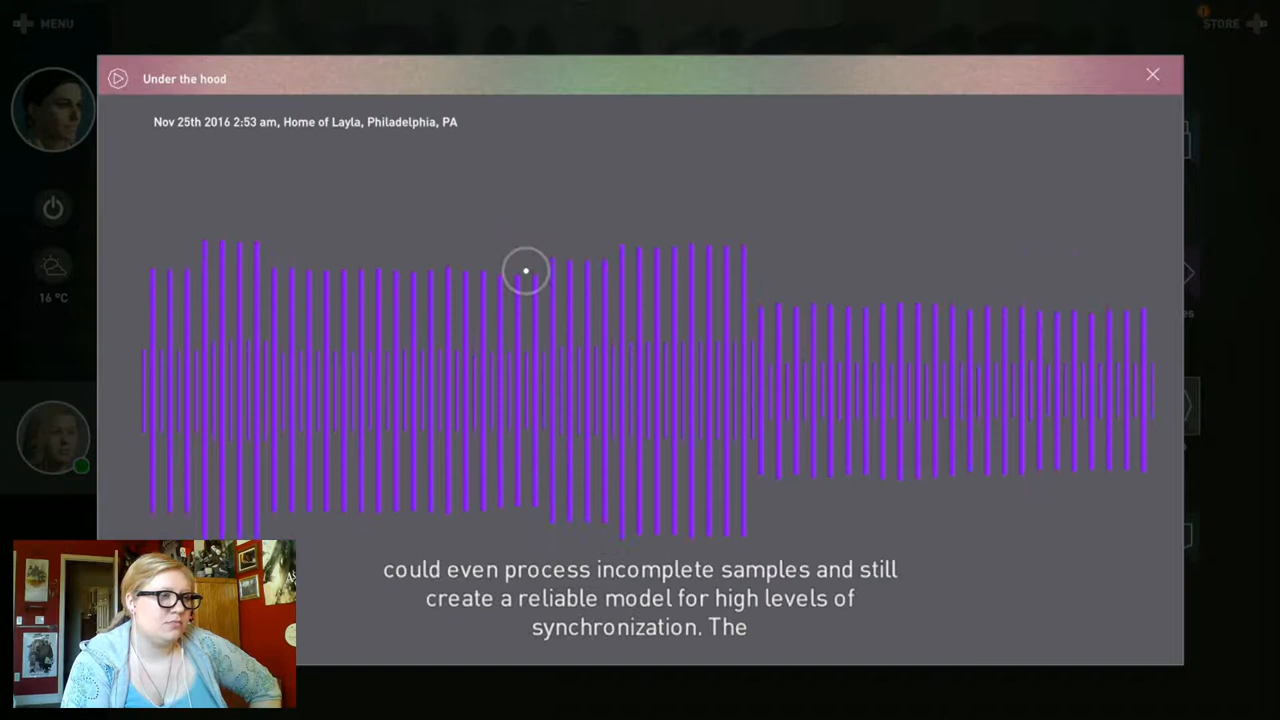 MENU
STORE
Under the hood
Nov 25th 2016 2:53 am, Home of Layla, Philadelphia, PA
16 °C
es
could even process incomplete samples and still
create a reliable model for high levels of
synchronization. The